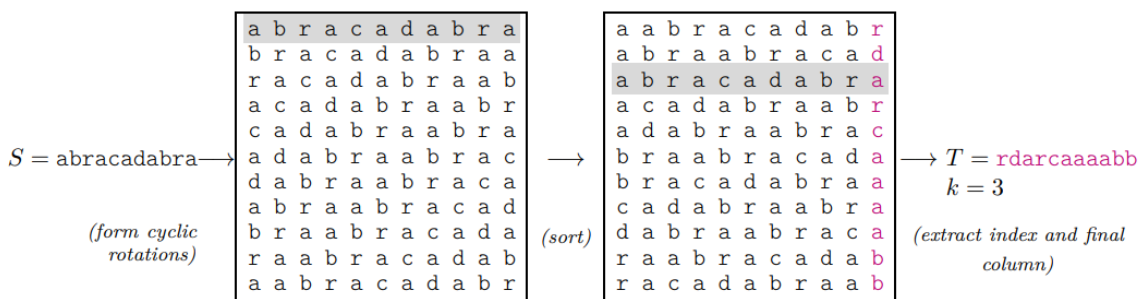 S = abracadabra
(form cyclic
rotations)
a b r a c a d a b r a
b r a c a d a b r a a
r a c a d a b r a a b
a c a d a b r a a b r
c a d a b r a a b r a
a d a b r a a b r a c
d a b r a a b r a c a
a b r a a b r a c a d
b r a a b r a c a d a
r a a b r a c a d a b
a a b r a c a d a b r
(sort)
a a b r a c a d a b r
a b r a a b r a c a d
a b r a c a d a b r a
a c a d a b r a a b r
a d a b r a a b r a c
b r a a b r a c a d a
b r a c a d a b r a a
c a d a b r a a b r a
d a b r a a b r a c a
r a a b r a c a d a b
r a c a d a b r a a b
T = rdarcaaaabb
k = 3
(extract index and final
column)